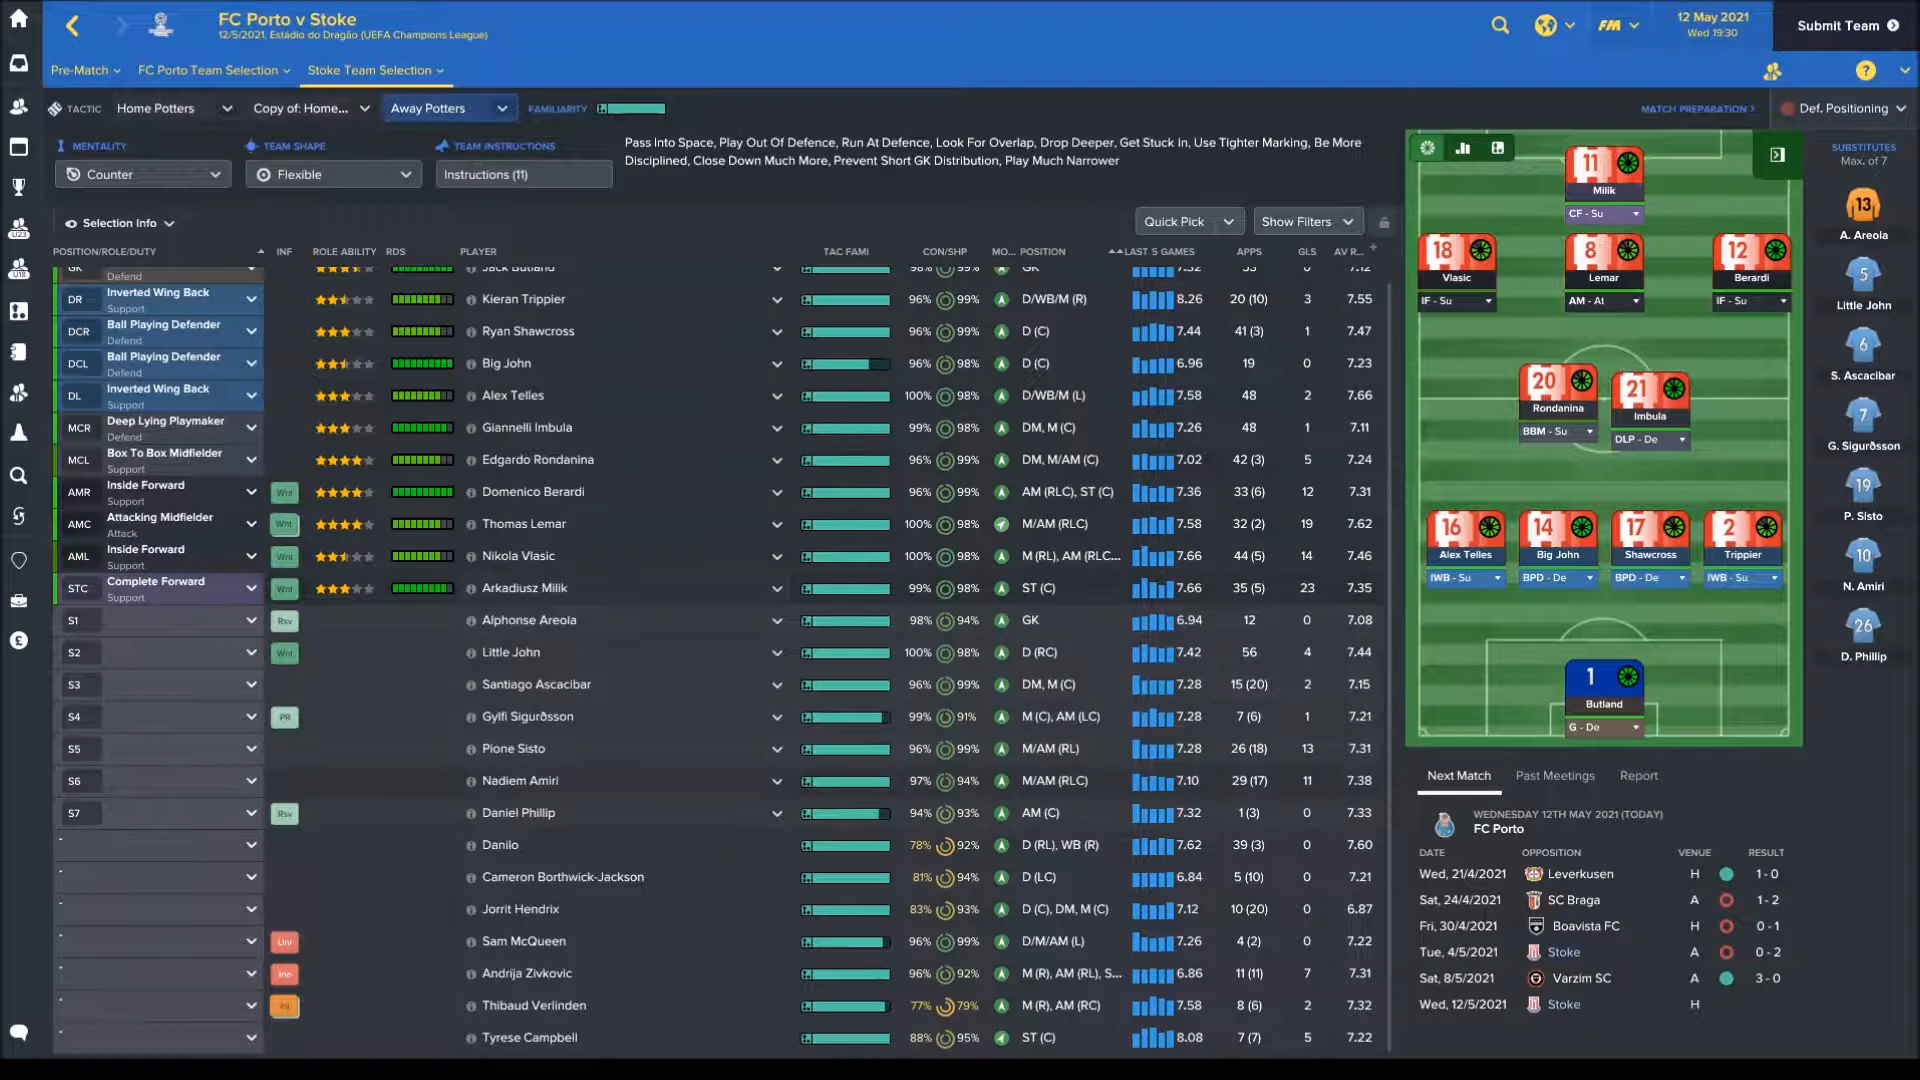 FC Porto v Stoke
12/5/2021, Estádio do Dragão (UEFA Champions League)
FM
12 May 2021
Wed 19:30
Submit Team
Pre-Match
FC Porto Team Selection
Stoke Team Selection
?
TACTIC
Home Potters
Copy of: Home...
Away Potters
FAMILIARITY
MATCH PREPARATION >
Def. Positioning
MENTALITY
TEAM SHAPE
TEAM INSTRUCTIONS
Counter
Flexible
Instructions (11)
Pass Into Space, Play Out Of Defence, Run At Defence, Look For Overlap, Drop Deeper, Get Stuck In, Use Tighter Marking, Be More
Disciplined, Close Down Much More, Prevent Short GK Distribution, Play Much Narrower
Selection Info
Quick Pick
Show Filters
POSITION/ROLE/DUTY INF ROLE ABILITY RDS PLAYER TAC FAMI CON/SHP MO... POSITION LAST 5 GAMES APPS GLS AV R...
GK Defend Jack Butland 98% 99% GK 7.32 53 0 7.12
DR Inverted Wing Back Support Kieran Trippier 96% 99% D/WB/M (R) 8.26 20 (10) 3 7.55
DCR Ball Playing Defender Defend Ryan Shawcross 96% 99% D (C) 7.44 41 (3) 1 7.47
DCL Ball Playing Defender Defend Big John 96% 98% D (C) 6.96 19 0 7.23
DL Inverted Wing Back Support Alex Telles 100% 98% D/WB/M (L) 7.58 48 2 7.66
MCR Deep Lying Playmaker Defend Giannelli Imbula 99% 98% DM, M (C) 7.26 48 1 7.11
MCL Box To Box Midfielder Support Edgardo Rondanina 96% 99% DM, M/AM (C) 7.02 42 (3) 5 7.24
AMR Inside Forward Support Wnt Domenico Berardi 96% 99% AM (RLC), ST (C) 7.36 33 (6) 12 7.31
AMC Attacking Midfielder Attack Wnt Thomas Lemar 100% 98% M/AM (RLC) 7.58 32 (2) 19 7.62
AML Inside Forward Support Wnt Nikola Vlasic 100% 98% M (RL), AM (RLC... 7.66 44 (5) 14 7.46
STC Complete Forward Support Wnt Arkadiusz Milik 99% 98% ST (C) 7.66 35 (5) 23 7.35
S1 Rsv Alphonse Areola 98% 94% GK 6.94 12 0 7.08
S2 Wnt Little John 100% 98% D (RC) 7.42 56 4 7.44
S3 Santiago Ascacibar 96% 99% DM, M (C) 7.28 15 (20) 2 7.15
S4 PR Gylfi Sigurðsson 99% 91% M (C), AM (LC) 7.28 7 (6) 1 7.21
S5 Pione Sisto 96% 99% M/AM (RL) 7.28 26 (18) 13 7.31
S6 Nadiem Amiri 97% 94% M/AM (RLC) 7.10 29 (17) 11 7.38
S7 Rsv Daniel Phillip 94% 93% AM (C) 7.32 1 (3) 0 7.33
- Danilo 78% 92% D (RL), WB (R) 7.62 39 (3) 0 7.60
- Cameron Borthwick-Jackson 81% 94% D (LC) 6.84 5 (10) 0 7.21
- Jorrit Hendrix 83% 93% D (C), DM, M (C) 7.12 10 (20) 0 6.87
- Unr Sam McQueen 96% 99% D/M/AM (L) 7.26 4 (2) 0 7.22
- Ine Andrija Zivkovic 96% 92% M (R), AM (RL), S... 6.86 11 (11) 7 7.31
- Inj Thibaud Verlinden 77% 79% M (R), AM (RC) 7.58 8 (6) 2 7.32
- Tyrese Campbell 88% 95% ST (C) 8.08 7 (7) 5 7.22
11
Milik
CF - Su
18 8 12
Vlasic Lemar Berardi
IF - Su AM - At IF - Su
20 21
Rondanina Imbula
BBM - Su DLP - De
16 14 17 2
Alex Telles Big John Shawcross Trippier
IWB - Su BPD - De BPD - De IWB - Su
1
Butland
G - De
SUBSTITUTES
Max. of 7
13
A. Areola
5
Little John
6
S. Ascacibar
7
G. Sigurðsson
19
P. Sisto
10
N. Amiri
26
D. Phillip
Next Match Past Meetings Report
WEDNESDAY 12TH MAY 2021 (TODAY)
FC Porto
DATE OPPOSITION VENUE RESULT
Wed, 21/4/2021 Leverkusen H 1 - 0
Sat, 24/4/2021 SC Braga A 1 - 2
Fri, 30/4/2021 Boavista FC H 0 - 1
Tue, 4/5/2021 Stoke A 0 - 2
Sat, 8/5/2021 Varzim SC A 3 - 0
Wed, 12/5/2021 Stoke H
U23
U18
£